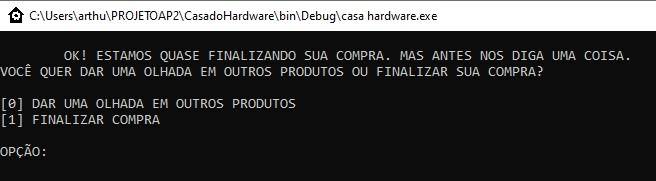 C:\Users\arthu\PROJETOAP2\CasadoHardware\bin\Debug\casa hardware.exe
OK! ESTAMOS QUASE FINALIZANDO SUA COMPRA. MAS ANTES NOS DIGA UMA COISA.
VOCÊ QUER DAR UMA OLHADA EM OUTROS PRODUTOS OU FINALIZAR SUA COMPRA?
[0] DAR UMA OLHADA EM OUTROS PRODUTOS
[1] FINALIZAR COMPRA
OPÇÃO: